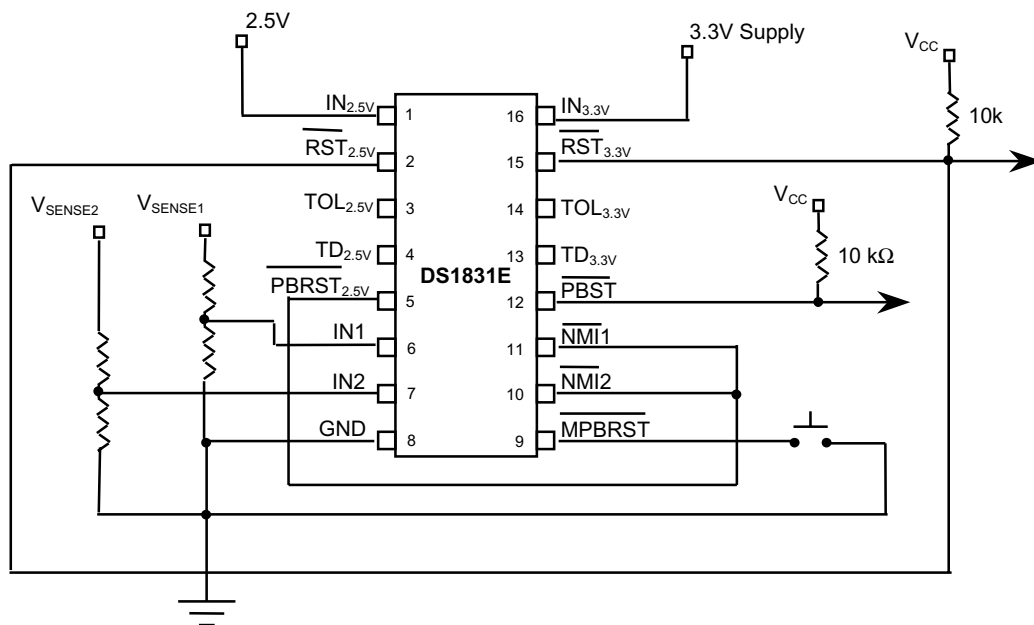 2.5V
3.3V Supply
V_CC
10k
IN2.5V
1
16
IN3.3V
RST2.5V
2
15
RST3.3V
VSENSE2
VSENSE1
TOL2.5V
3
14
TOL3.3V
VCC
TD2.5V
4
13
TD3.3V
10 kΩ
DS1831E
PBRST2.5V
5
12
PBST
IN1
6
11
NMI1
IN2
7
10
NMI2
GND
8
9
MPBRST